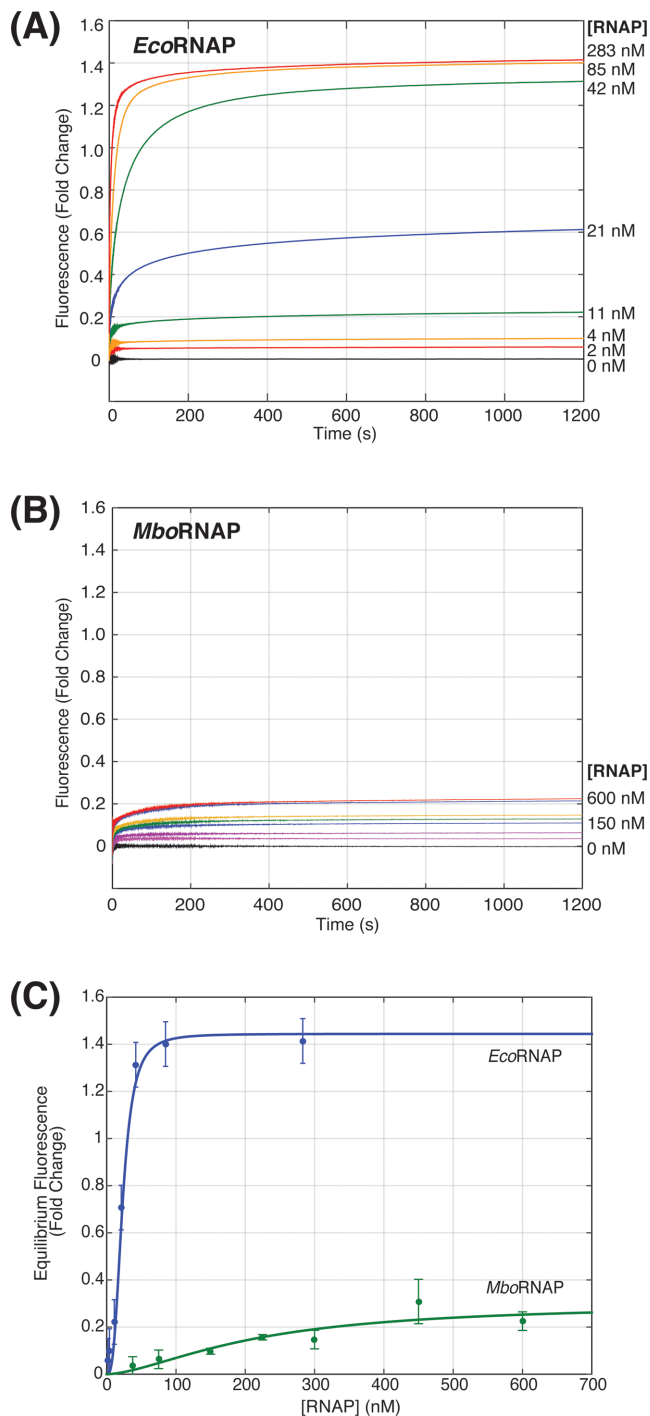 (A)
EcoRNAP
[RNAP]
283 nM
85 nM
42 nM
21 nM
11 nM
4 nM
2 nM
0 nM
1.6
1.4
1.2
1.0
0.8
0.6
0.4
0.2
0
Fluorescence (Fold Change)
0 200 400 600 800 1000 1200
Time (s)
(B)
MboRNAP
[RNAP]
600 nM
150 nM
0 nM
1.6
1.4
1.2
1.0
0.8
0.6
0.4
0.2
0
Fluorescence (Fold Change)
0 200 400 600 800 1000 1200
Time (s)
(C)
1.6
1.4
1.2
1
0.8
0.6
0.4
0.2
0
Equilibrium Fluorescence
(Fold Change)
EcoRNAP
MboRNAP
0 100 200 300 400 500 600 700
[RNAP] (nM)